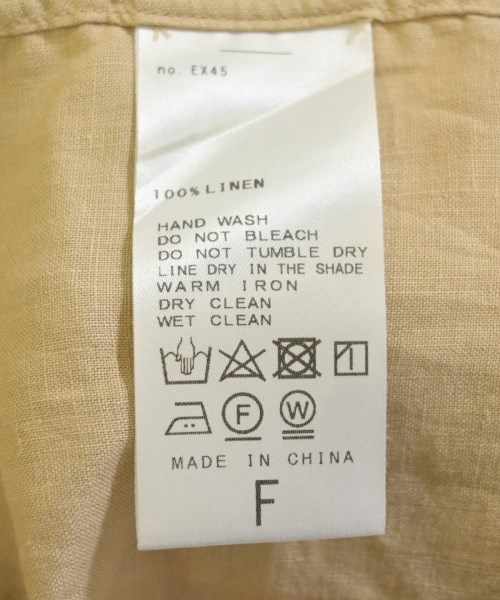 no. EX45
100% LINEN
HAND WASH
DO NOT BLEACH
DO NOT TUMBLE DRY
LINE DRY IN THE SHADE
WARM IRON
DRY CLEAN
WET CLEAN
F W
MADE IN CHINA
F